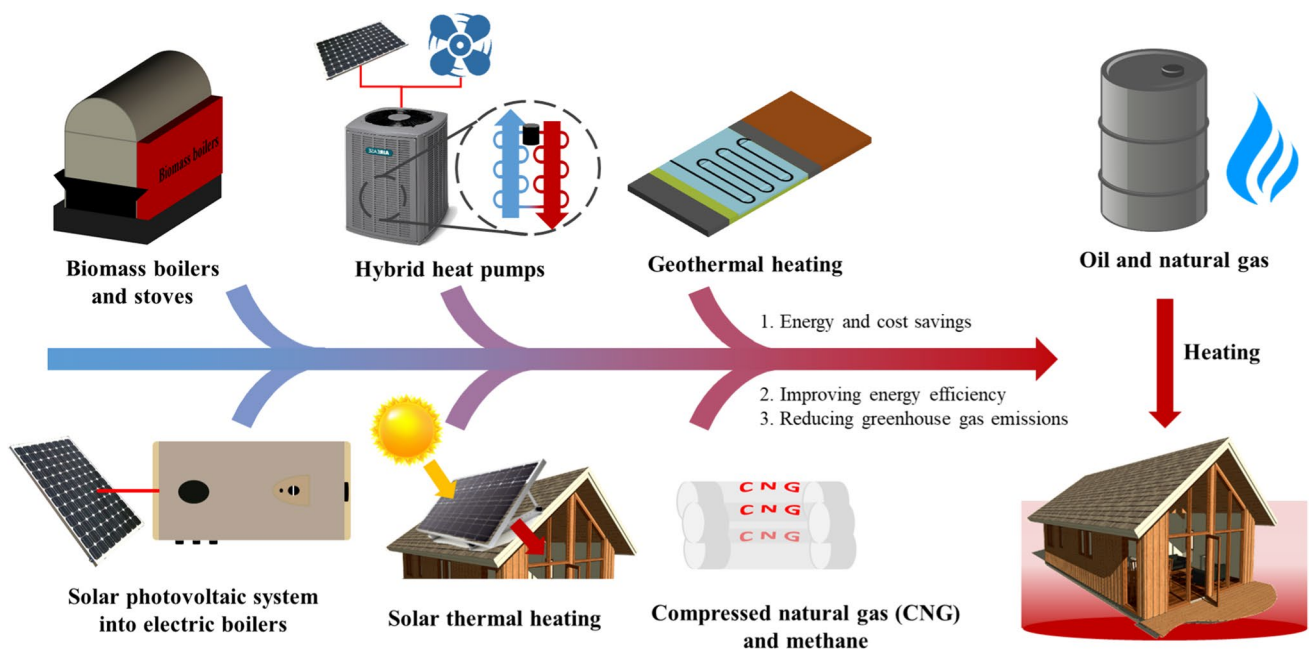 Biomass boilers
Biomass boilers
and stoves
Hybrid heat pumps
Geothermal heating
Oil and natural gas
1. Energy and cost savings
2. Improving energy efficiency
3. Reducing greenhouse gas emissions
Heating
Solar photovoltaic system
into electric boilers
Solar thermal heating
CNG
CNG
CNG
Compressed natural gas (CNG)
and methane